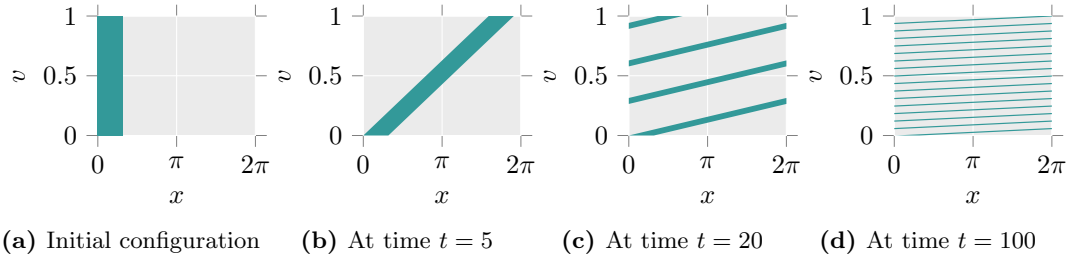 1
0.5
0
v
0
π
2π
x
(a) Initial configuration
1
0.5
0
v
0
π
2π
x
(b) At time t = 5
1
0.5
0
v
0
π
2π
x
(c) At time t = 20
1
0.5
0
v
0
π
2π
x
(d) At time t = 100